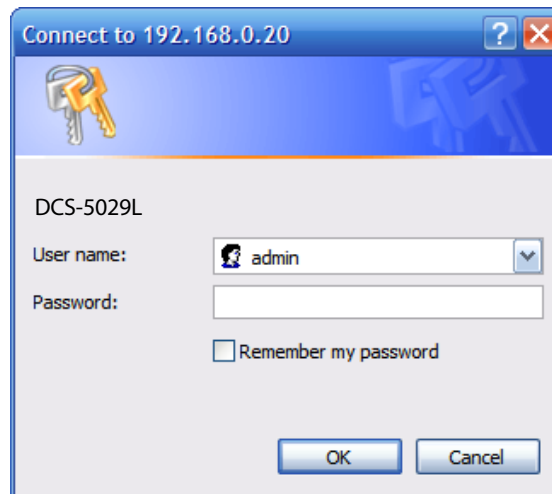 Connect to 192.168.0.20
?
DCS-5029L
User name:
admin
Password:
Remember my password
OK
Cancel